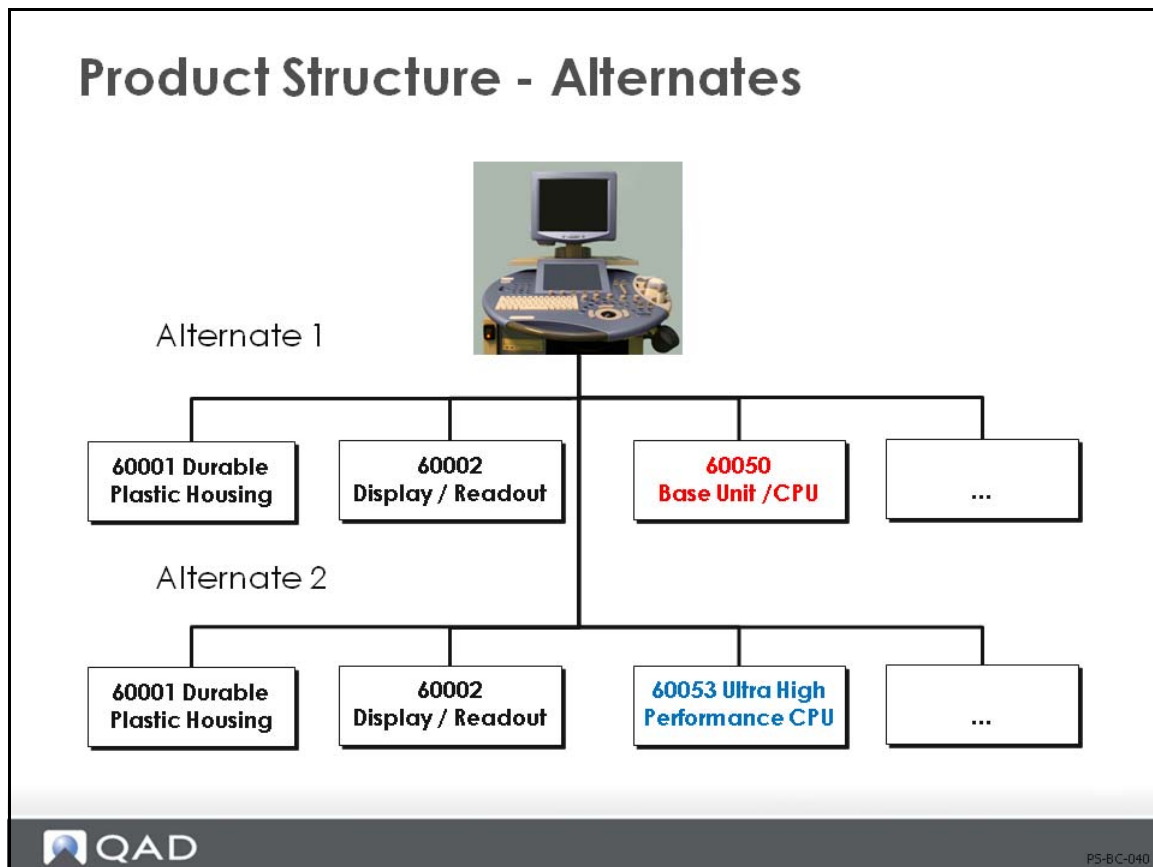 Product Structure - Alternates
Alternate 1
60001 Durable
Plastic Housing
60002
Display / Readout
60050
Base Unit /CPU
...
Alternate 2
60001 Durable
Plastic Housing
60002
Display / Readout
60053 Ultra High
Performance CPU
...
QAD
PS-BC-040